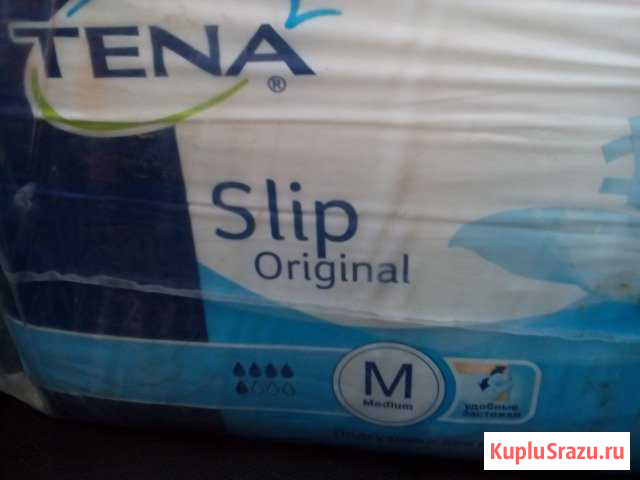 TENA®
Slip
Original
M
Medium
удобные
застежки
KupluSrazu.ru